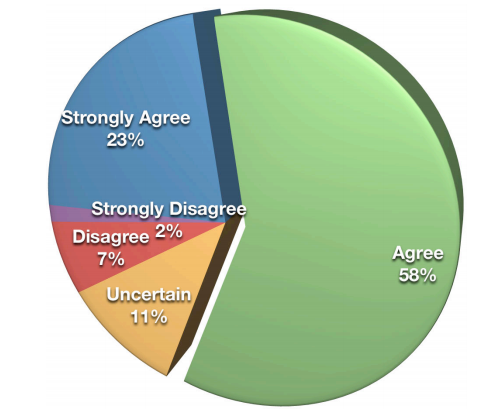 Strongly Agree
23%
Strongly Disagree
2%
Disagree
7%
Uncertain
11%
Agree
58%